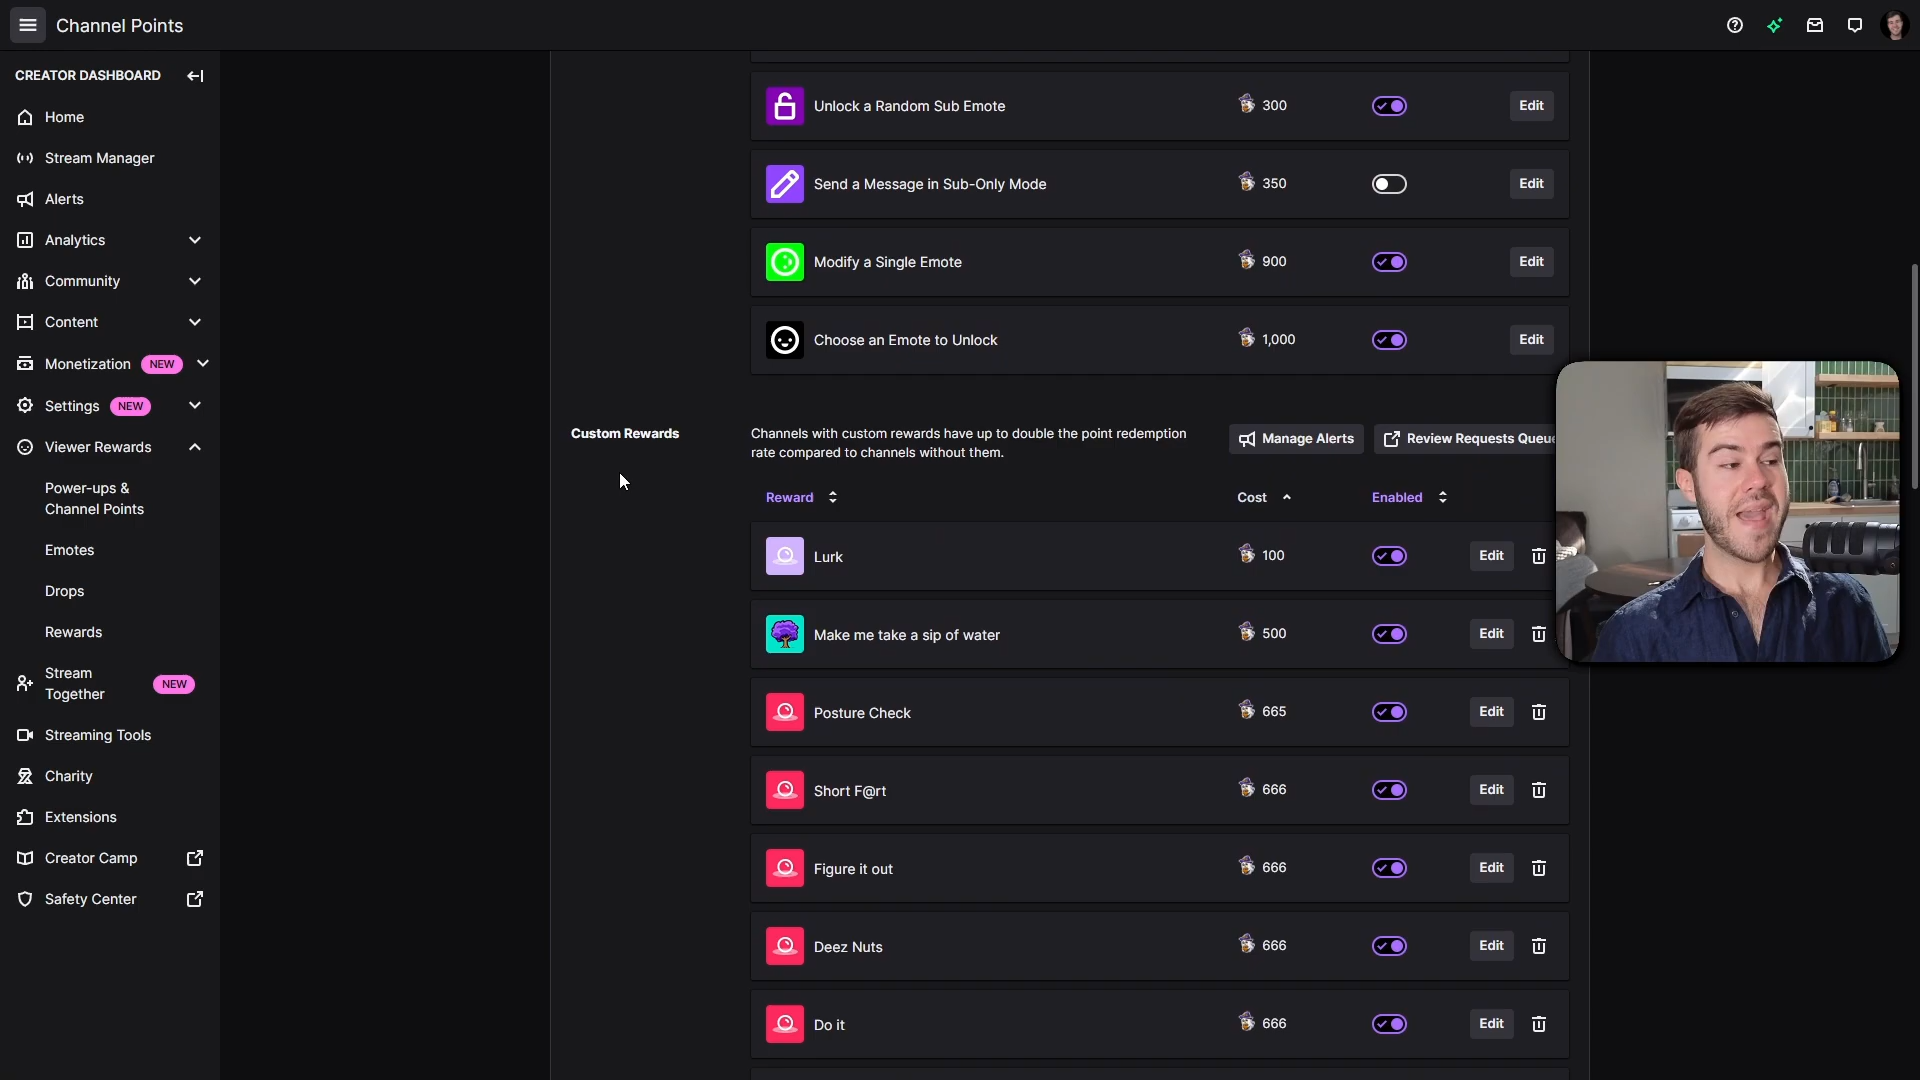 Channel Points
CREATOR DASHBOARD
Home
Stream Manager
Alerts
Analytics
Community
Content
Monetization NEW
Settings NEW
Viewer Rewards
Power-ups &
Channel Points
Emotes
Drops
Rewards
Stream
Together NEW
Streaming Tools
Charity
Extensions
Creator Camp
Safety Center
Unlock a Random Sub Emote 300 Edit
Send a Message in Sub-Only Mode 350 Edit
Modify a Single Emote 900 Edit
Choose an Emote to Unlock 1,000 Edit
Custom Rewards
Channels with custom rewards have up to double the point redemption
rate compared to channels without them.
Manage Alerts
Review Requests Queue
Reward Cost Enabled
Lurk 100 Edit
Make me take a sip of water 500 Edit
Posture Check 665 Edit
Short F@rt 666 Edit
Figure it out 666 Edit
Deez Nuts 666 Edit
Do it 666 Edit